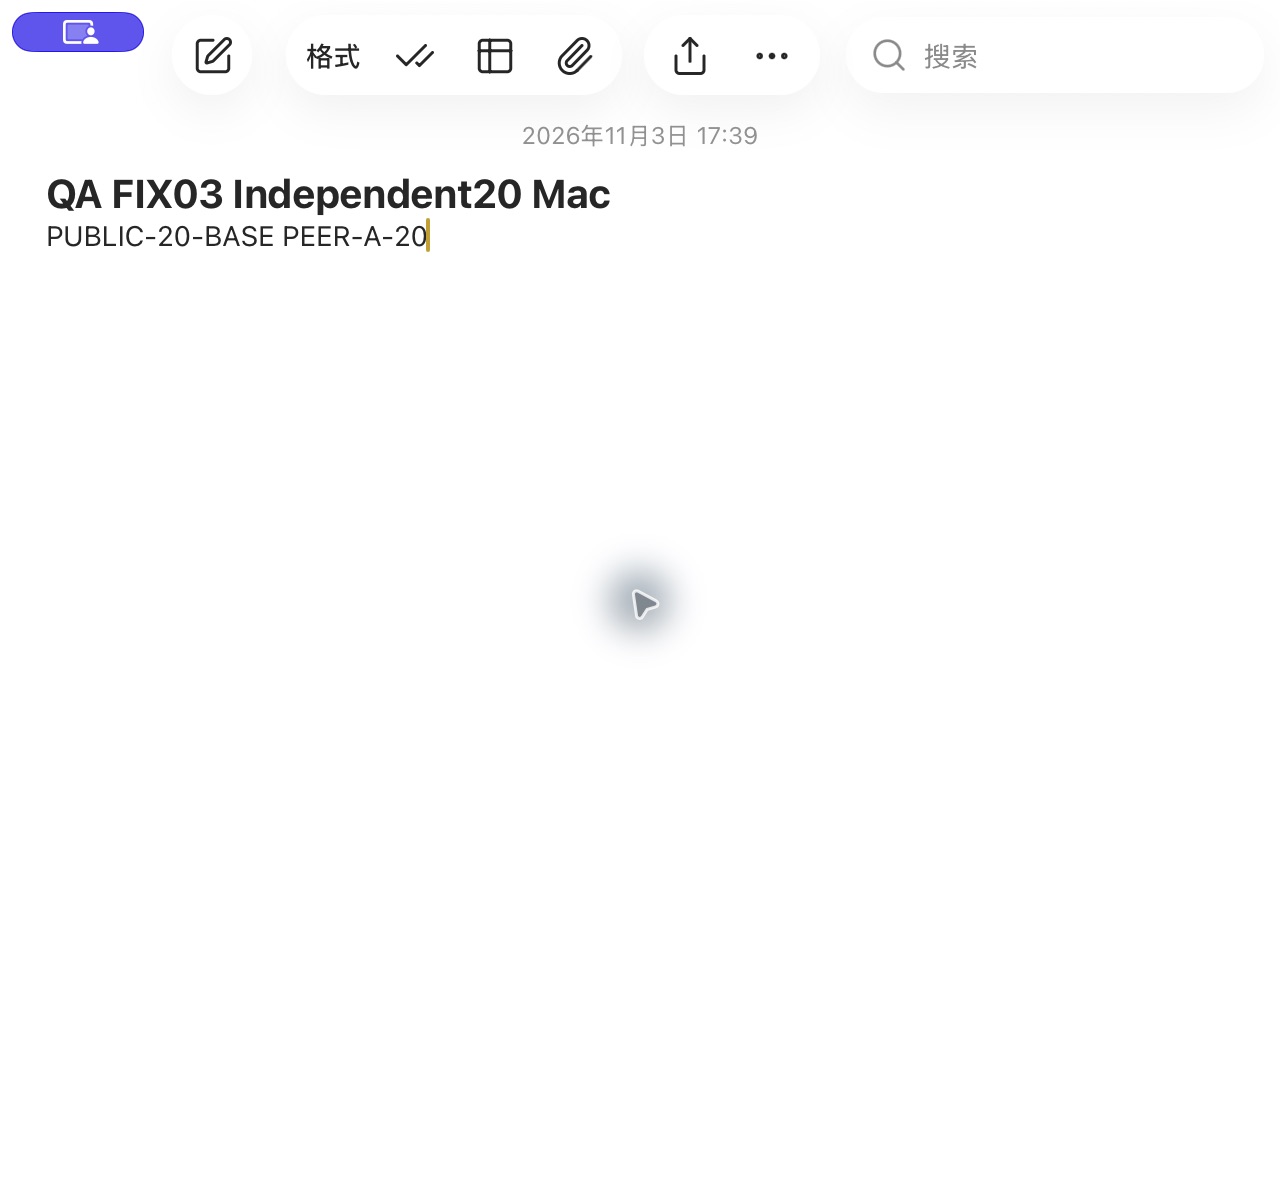 格式
搜索
2026年11月3日 17:39
QA FIX03 Independent20 Mac
PUBLIC-20-BASE PEER-A-20